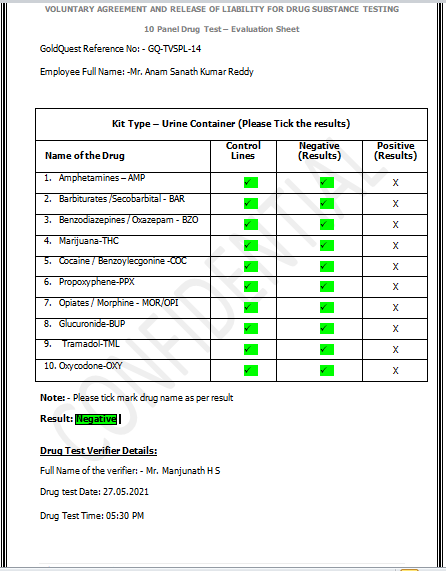 VOLUNTARY AGREEMENT AND RELEASE OF LIABILITY FOR DRUG SUBSTANCE TESTING
10 Panel Drug Test – Evaluation Sheet
GoldQuest Reference No: - GQ-TVSPL-14
Employee Full Name: -Mr. Anam Sanath Kumar Reddy
Kit Type – Urine Container (Please Tick the results)
Name of the Drug Control Lines Negative (Results) Positive (Results)
1. Amphetamines – AMP ✓ ✓ X
2. Barbiturates /Secobarbital - BAR ✓ ✓ X
3. Benzodiazepines / Oxazepam - BZO ✓ ✓ X
4. Marijuana-THC ✓ ✓ X
5. Cocaine / Benzoylecgonine -COC ✓ ✓ X
6. Propoxyphene-PPX ✓ ✓ X
7. Opiates / Morphine - MOR/OPI ✓ ✓ X
8. Glucuronide-BUP ✓ ✓ X
9. Tramadol-TML ✓ ✓ X
10. Oxycodone-OXY ✓ ✓ X
CONFIDENTIAL
Note: - Please tick mark drug name as per result
Result: Negative
Drug Test Verifier Details:
Full Name of the verifier: - Mr. Manjunath H S
Drug test Date: 27.05.2021
Drug Test Time: 05:30 PM